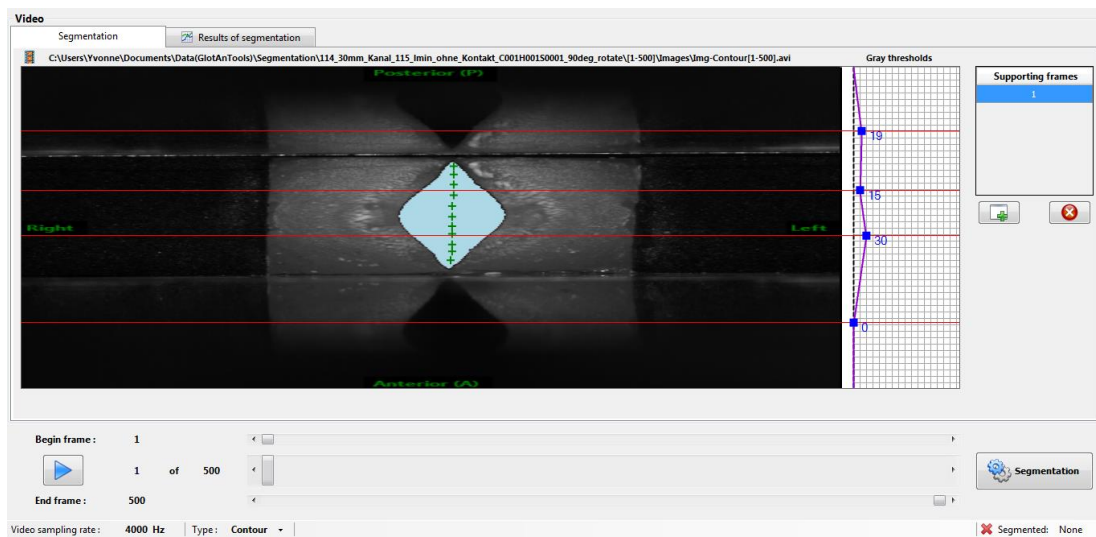 Video
Segmentation
Results of segmentation
C:\Users\Yvonne\Documents\Data(GlotAnTools)\Segmentation\114_30mm_Kanal_115_lmin_ohne_Kontakt_C001H001S0001_90deg_rotate\[1-500]\Images\Img-Contour[1-500].avi
Gray thresholds
Supporting frames
1
Posterior (P)
19
15
Right
Left
30
0
Anterior (A)
Begin frame : 1
1 of 500
Segmentation
End frame : 500
Video sampling rate : 4000 Hz Type : Contour Segmented: None